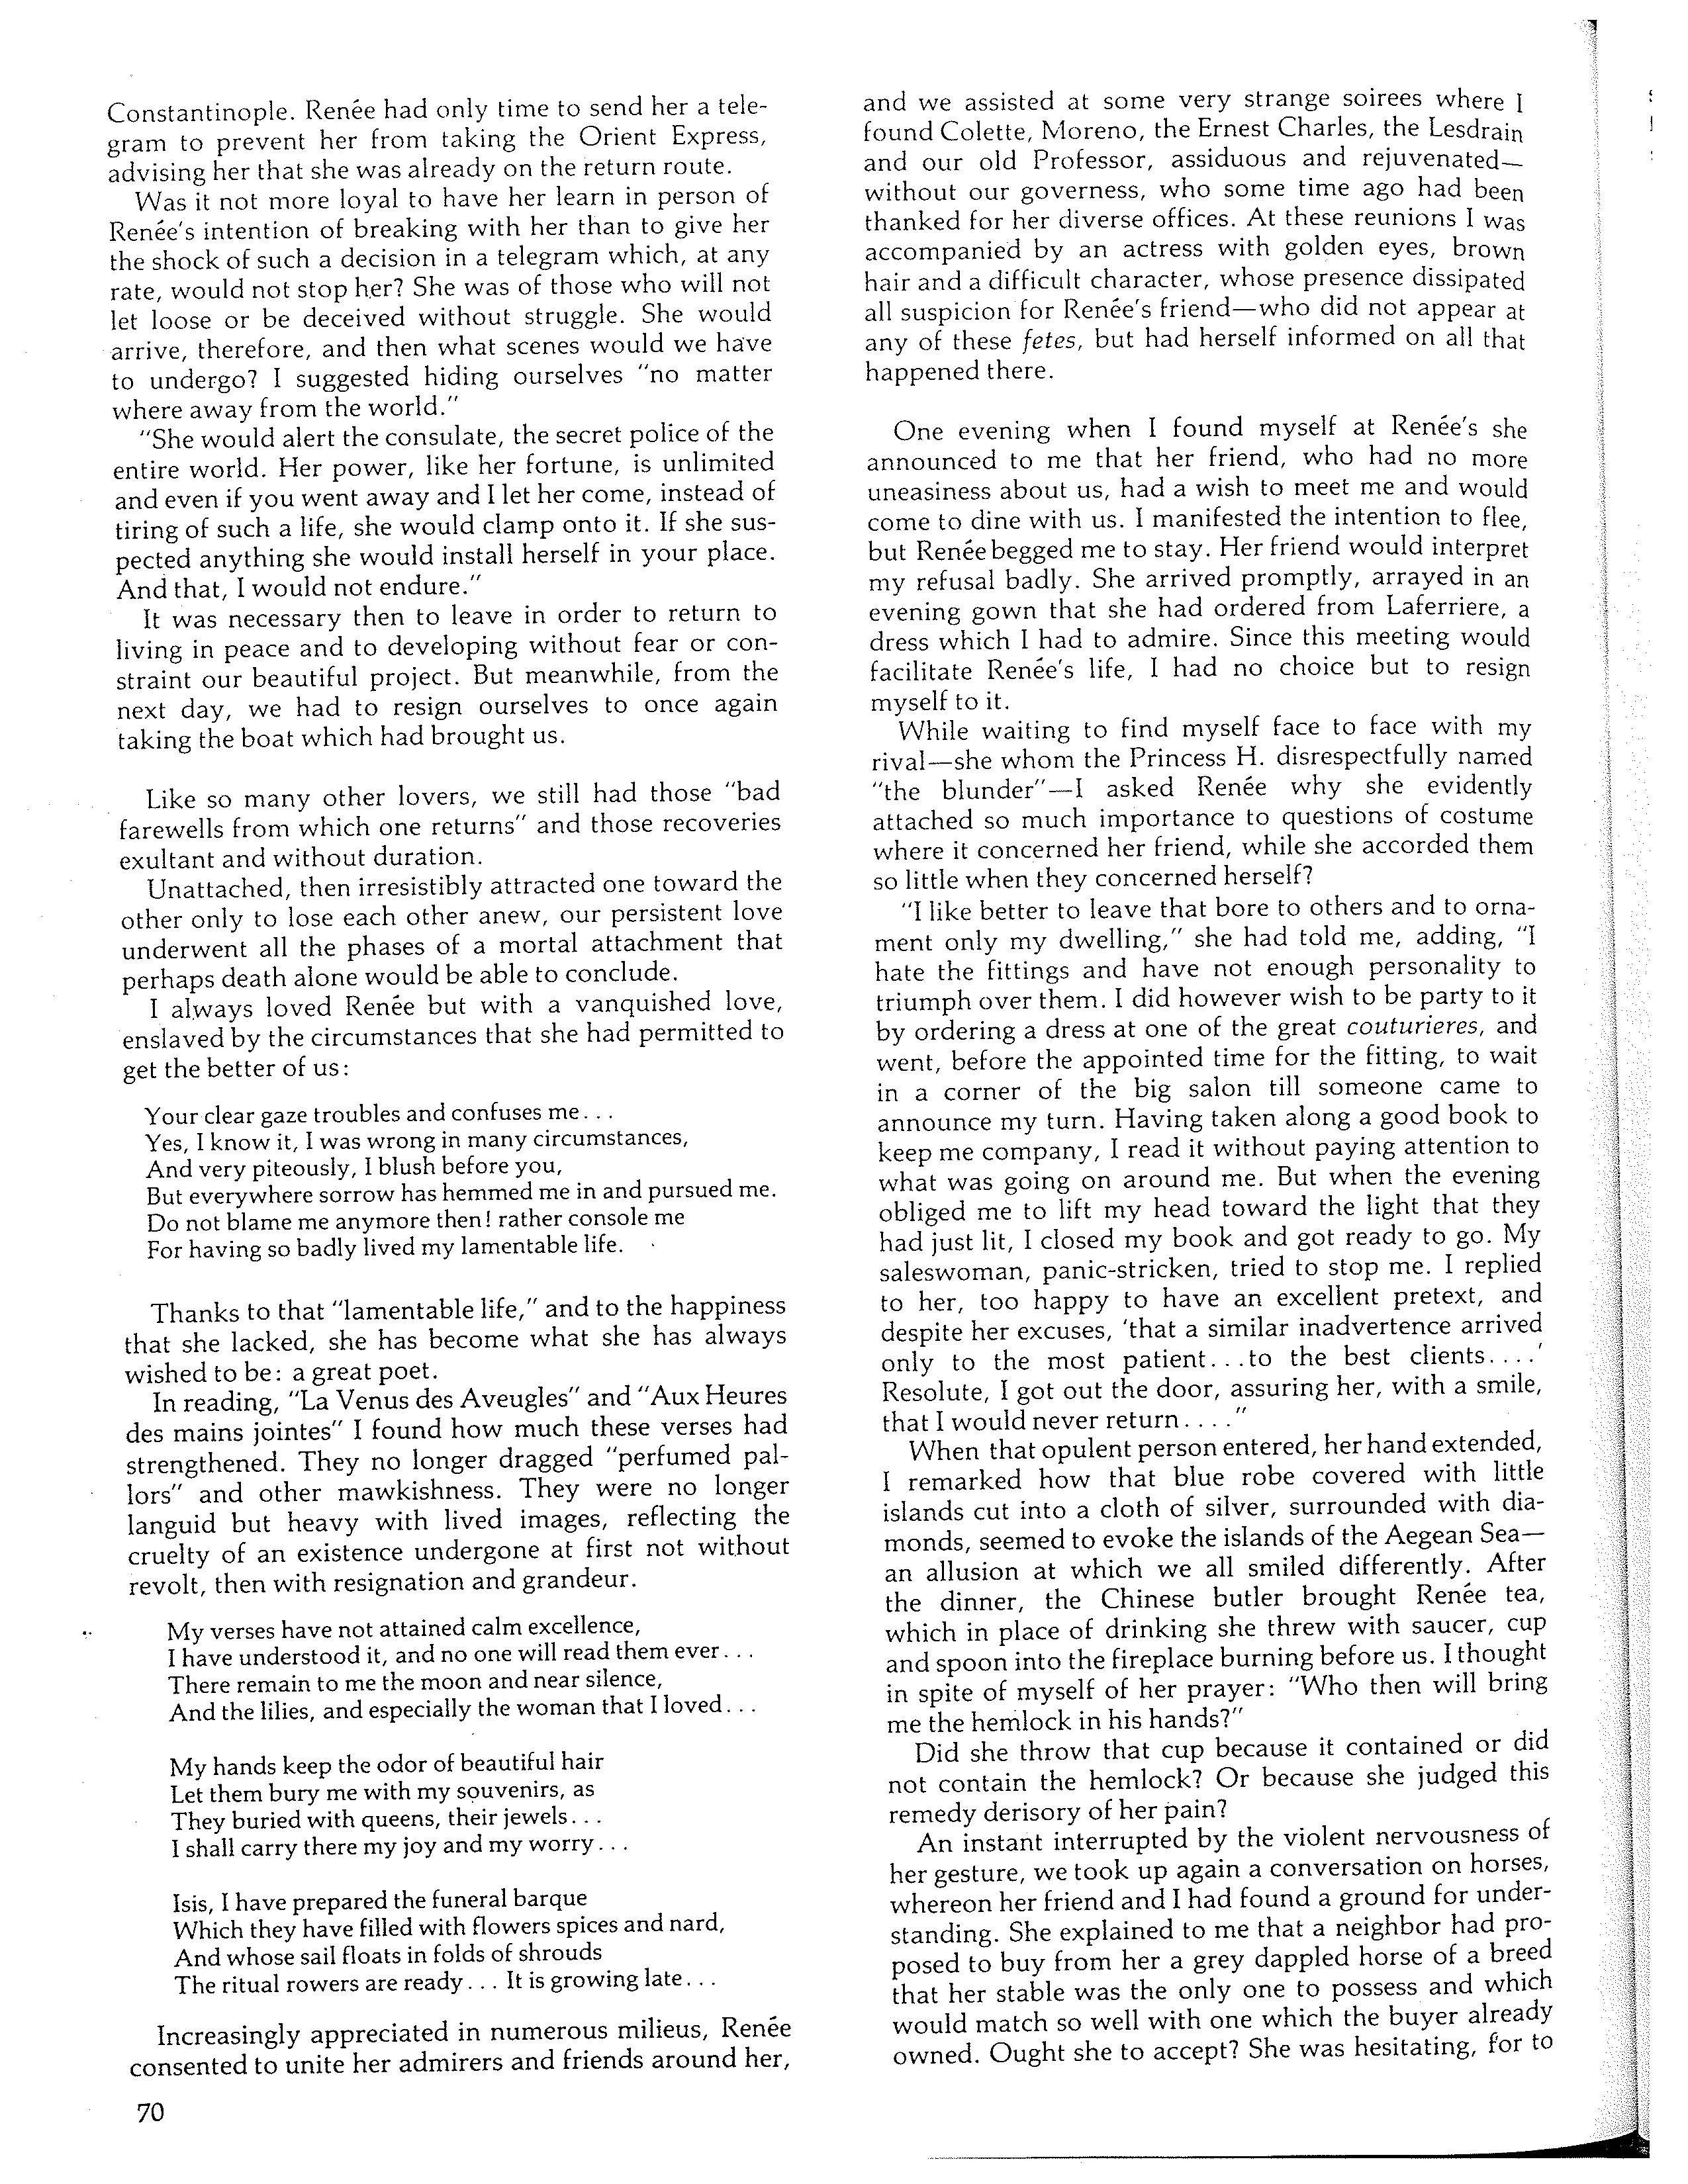 Constantinople. Renée had only time to send her a tele-
gram to prevent her from taking the Orient Express,
advising her that she was already on the return route.
Was it not more loyal to have her learn in person of
Renée's intention of breaking with her than to give her
the shock of such a decision in a telegram which, at any
rate, would not stop her? She was of those who will not
let loose or be deceived without struggle. She would
arrive, therefore, and then what scenes would we have
to undergo? I suggested hiding ourselves "no matter
where away from the world."
"She would alert the consulate, the secret police of the
entire world. Her power, like her fortune, is unlimited
and even if you went away and I let her come, instead of
tiring of such a life, she would clamp onto it. If she sus-
pected anything she would install herself in your place.
And that, I would not endure."
It was necessary then to leave in order to return to
living in peace and to developing without fear or con-
straint our beautiful project. But meanwhile, from the
next day, we had to resign ourselves to once again
taking the boat which had brought us.
Like so many other lovers, we still had those "bad
farewells from which one returns" and those recoveries
exultant and without duration.
Unattached, then irresistibly attracted one toward the
other only to lose each other anew, our persistent love
underwent all the phases of a mortal attachment that
perhaps death alone would be able to conclude.
I always loved Renée but with a vanquished love,
enslaved by the circumstances that she had permitted to
get the better of us:
Your clear gaze troubles and confuses me...
Yes, I know it, I was wrong in many circumstances,
And very piteously, I blush before you,
But everywhere sorrow has hemmed me in and pursued me.
Do not blame me anymore then! rather console me
For having so badly lived my lamentable life.
Thanks to that "lamentable life," and to the happiness
that she lacked, she has become what she has always
wished to be: a great poet.
In reading, "La Venus des Aveugles" and "Aux Heures
des mains jointes" I found how much these verses had
strengthened. They no longer dragged "perfumed pal-
lors" and other mawkishness. They were no longer
languid but heavy with lived images, reflecting the
cruelty of an existence undergone at first not without
revolt, then with resignation and grandeur.
My verses have not attained calm excellence,
I have understood it, and no one will read them ever...
There remain to me the moon and near silence,
And the lilies, and especially the woman that I loved...
My hands keep the odor of beautiful hair
Let them bury me with my souvenirs, as
They buried with queens, their jewels...
I shall carry there my joy and my worry...
Isis, I have prepared the funeral barque
Which they have filled with flowers spices and nard,
And whose sail floats in folds of shrouds
The ritual rowers are ready... It is growing late...
Increasingly appreciated in numerous milieus, Renée
consented to unite her admirers and friends around her,
70
and we assisted at some very strange soirees where I
found Colette, Moreno, the Ernest Charles, the Lesdrain
and our old Professor, assiduous and rejuvenated—
without our governess, who some time ago had been
thanked for her diverse offices. At these reunions I was
accompanied by an actress with golden eyes, brown
hair and a difficult character, whose presence dissipated
all suspicion for Renée's friend—who did not appear at
any of these fetes, but had herself informed on all that
happened there.
One evening when I found myself at Renée's she
announced to me that her friend, who had no more
uneasiness about us, had a wish to meet me and would
come to dine with us. I manifested the intention to flee,
but Renée begged me to stay. Her friend would interpret
my refusal badly. She arrived promptly, arrayed in an
evening gown that she had ordered from Laferriere, a
dress which I had to admire. Since this meeting would
facilitate Renée's life, I had no choice but to resign
myself to it.
While waiting to find myself face to face with my
rival—she whom the Princess H. disrespectfully named
"the blunder"—I asked Renée why she evidently
attached so much importance to questions of costume
where it concerned her friend, while she accorded them
so little when they concerned herself?
"I like better to leave that bore to others and to orna-
ment only my dwelling," she had told me, adding, "I
hate the fittings and have not enough personality to
triumph over them. I did however wish to be party to it
by ordering a dress at one of the great couturieres, and
went, before the appointed time for the fitting, to wait
in a corner of the big salon till someone came to
announce my turn. Having taken along a good book to
keep me company, I read it without paying attention to
what was going on around me. But when the evening
obliged me to lift my head toward the light that they
had just lit, I closed my book and got ready to go. My
saleswoman, panic-stricken, tried to stop me. I replied
to her, too happy to have an excellent pretext, and
despite her excuses, 'that a similar inadvertence arrived
only to the most patient...to the best clients....'
Resolute, I got out the door, assuring her, with a smile,
that I would never return...."
When that opulent person entered, her hand extended,
I remarked how that blue robe covered with little
islands cut into a cloth of silver, surrounded with dia-
monds, seemed to evoke the islands of the Aegean Sea—
an allusion at which we all smiled differently. After
the dinner, the Chinese butler brought Renée tea,
which in place of drinking she threw with saucer, cup
and spoon into the fireplace burning before us. I thought
in spite of myself of her prayer: "Who then will bring
me the hemlock in his hands?"
Did she throw that cup because it contained or did
not contain the hemlock? Or because she judged this
remedy derisory of her pain?
An instant interrupted by the violent nervousness of
her gesture, we took up again a conversation on horses,
whereon her friend and I had found a ground for under-
standing. She explained to me that a neighbor had pro-
posed to buy from her a grey dappled horse of a breed
that her stable was the only one to possess and which
would match so well with one which the buyer already
owned. Ought she to accept? She was hesitating, for to